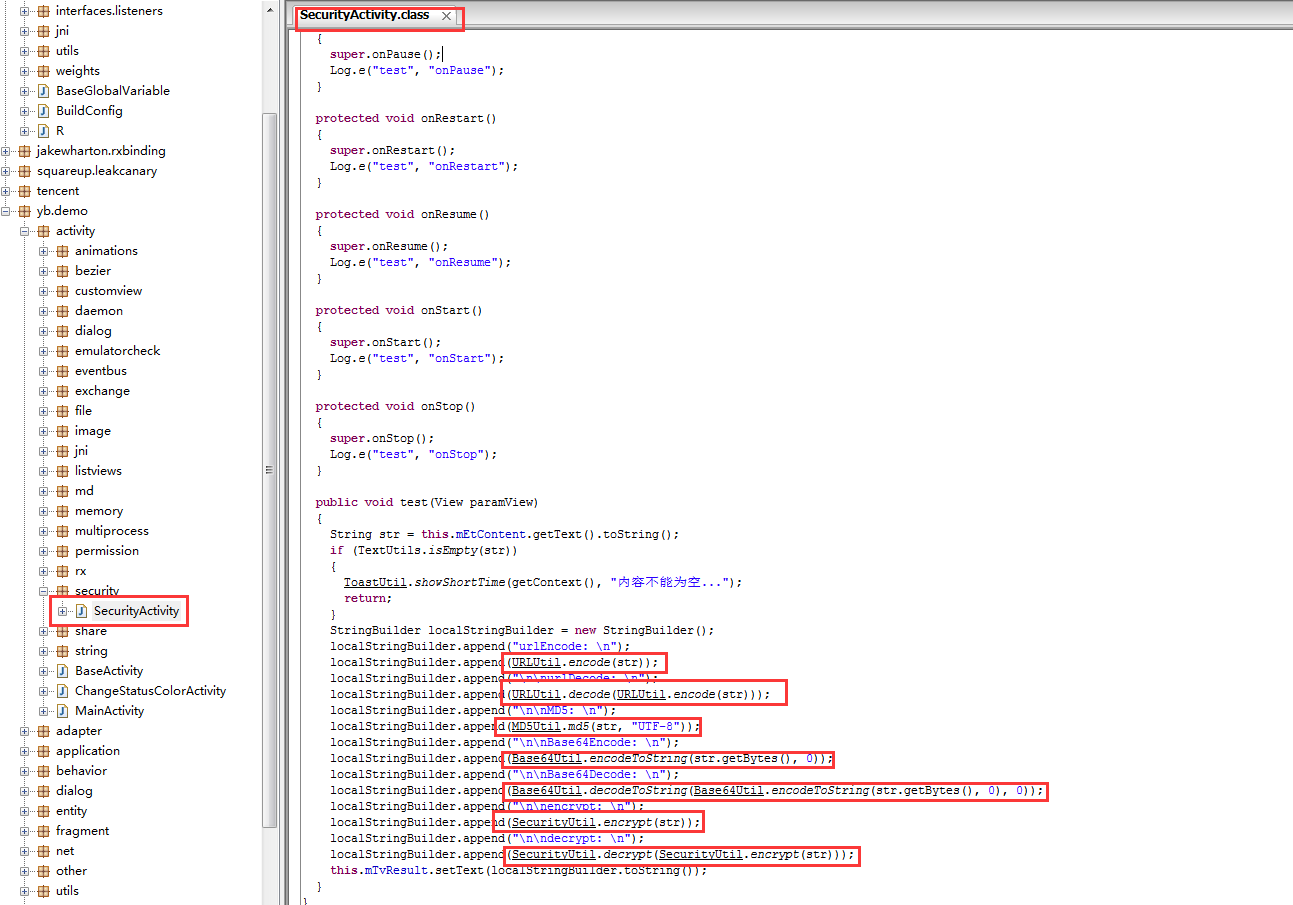 interfaces.listeners
jni
utils
weights
BaseGlobalVariable
BuildConfig
R
jakewharton.rxbinding
squareup.leakcanary
tencent
yb.demo
activity
animations
bezier
customview
daemon
dialog
emulatorcheck
eventbus
exchange
file
image
jni
listviews
md
memory
multiprocess
permission
rx
security
SecurityActivity
share
string
BaseActivity
ChangeStatusColorActivity
MainActivity
adapter
application
behavior
dialog
entity
fragment
net
other
utils
SecurityActivity.class
{
super.onPause();
Log.e("test", "onPause");
}
protected void onRestart()
{
super.onRestart();
Log.e("test", "onRestart");
}
protected void onResume()
{
super.onResume();
Log.e("test", "onResume");
}
protected void onStart()
{
super.onStart();
Log.e("test", "onStart");
}
protected void onStop()
{
super.onStop();
Log.e("test", "onStop");
}
public void test(View paramView)
{
String str = this.mEtContent.getText().toString();
if (TextUtils.isEmpty(str))
{
ToastUtil.showShortTime(getContext(), "内容不能为空...");
return;
}
StringBuilder localStringBuilder = new StringBuilder();
localStringBuilder.append("urlEncode: \n");
localStringBuilder.append(URLUtil.encode(str));
localStringBuilder.append("\n\nurlDecode: \n");
localStringBuilder.append(URLUtil.decode(URLUtil.encode(str)));
localStringBuilder.append("\n\nMD5: \n");
localStringBuilder.append(MD5Util.md5(str, "UTF-8"));
localStringBuilder.append("\n\nBase64Encode: \n");
localStringBuilder.append(Base64Util.encodeToString(str.getBytes(), 0));
localStringBuilder.append("\n\nBase64Decode: \n");
localStringBuilder.append(Base64Util.decodeToString(Base64Util.encodeToString(str.getBytes(), 0), 0));
localStringBuilder.append("\n\nencrypt: \n");
localStringBuilder.append(SecurityUtil.encrypt(str));
localStringBuilder.append("\n\ndecrypt: \n");
localStringBuilder.append(SecurityUtil.decrypt(SecurityUtil.encrypt(str)));
this.mTvResult.setText(localStringBuilder.toString());
}
}